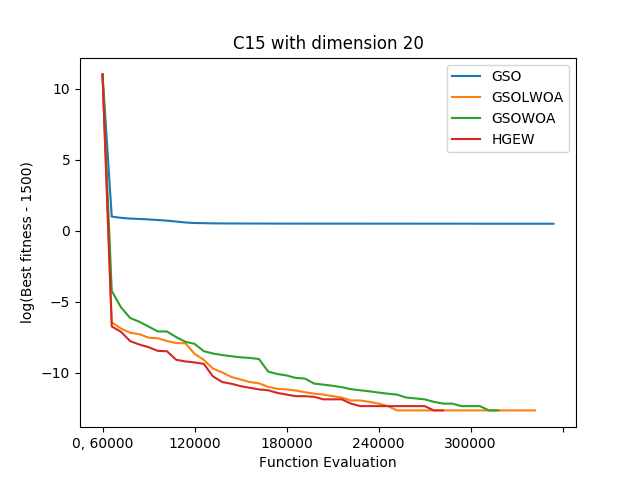 C15 with dimension 20
GSO
GSOLWOA
GSOWOA
HGEW
10
5
0
−5
−10
log(Best fitness - 1500)
0, 60000
120000
180000
240000
300000
Function Evaluation